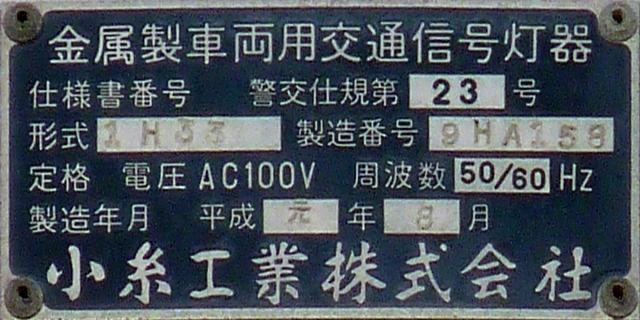 金属製車両用交通信号灯器
仕様書番号 警交仕規第 23 号
形式 1H33 製造番号 9HA158
定格 電圧 AC100V 周波数 50/60 Hz
製造年月 平成 元 年 8 月
小糸工業株式会社